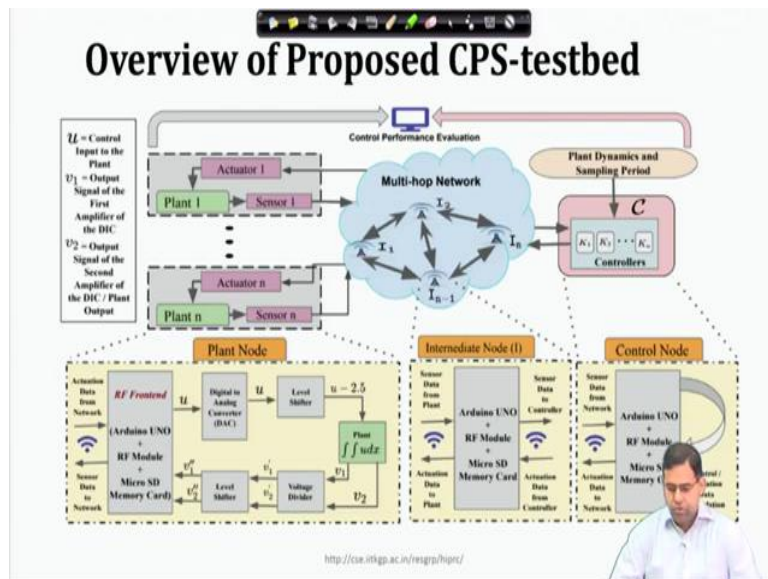 Overview of Proposed CPS-testbed
Control Performance Evaluation
u = Control
Input to the
Plant
v₁ = Output
Signal of the
First
Amplifier of
the DIC
v₂ = Output
Signal of the
Second
Amplifier of
the DIC / Plant
Output
Actuator 1
Plant 1
Sensor 1
Actuator n
Plant n
Sensor n
Multi-hop Network
I₂
I₁
Iₙ
Iₙ₋₁
Plant Dynamics and
Sampling Period
C
K₁ K₂ ... Kₙ
Controllers
Plant Node
Actuation
Data
from
Network
Sensor
Data
to
Network
RF Frontend
(Arduino UNO
+
RF Module
+
Micro SD
Memory Card)
u
Digital to
Analog
Converter
(DAC)
u
Level
Shifter
u − 2.5
Plant
∫∫ udx
v₁
v₂
Voltage
Divider
v₁′
v₂′
Level
Shifter
v₁″
v₂″
Intermediate Node (I)
Sensor
Data
from
Plant
Actuation
Data to
Plant
Arduino UNO
+
RF Module
+
Micro SD
Memory Card
Sensor
Data to
Controller
Actuation
Data
from
Controller
Control Node
Sensor
Data
from
Network
Actuation
Data
to
Network
Arduino UNO
+
RF Module
+
http://cse.iitkgp.ac.in/resgrp/hiprc/